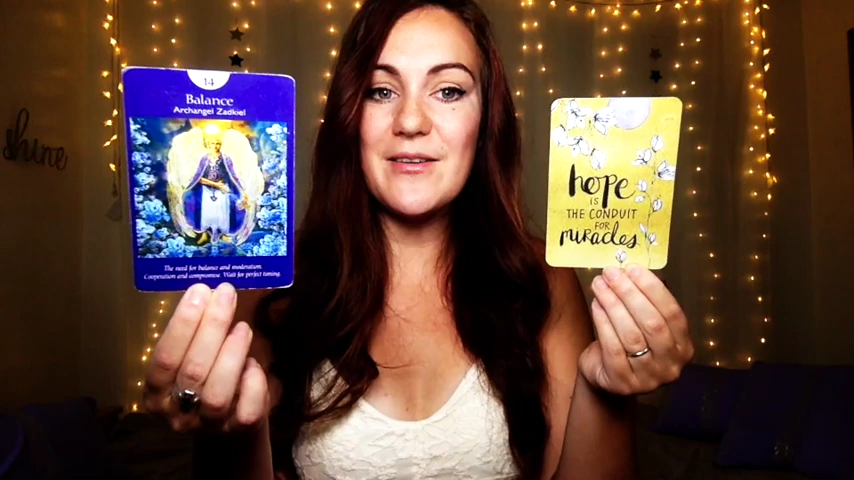 shine
14
Balance
Archangel Zadkiel
The need for balance and moderation.
Cooperation and compromise. Wait for perfect timing.
hope
IS
THE CONDUIT
FOR
miracles.